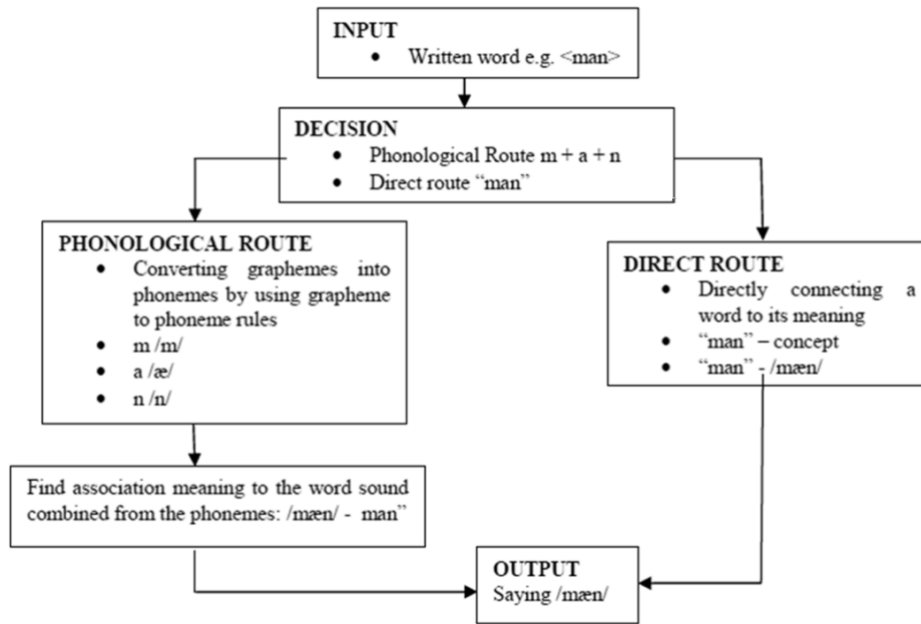 INPUT
• Written word e.g. <man>
DECISION
• Phonological Route m + a + n
• Direct route “man”
PHONOLOGICAL ROUTE
• Converting graphemes into
phonemes by using grapheme
to phoneme rules
• m /m/
• a /æ/
• n /n/
DIRECT ROUTE
• Directly connecting a
word to its meaning
• “man” – concept
• “man” - /mæn/
Find association meaning to the word sound
combined from the phonemes: /mæn/ - man”
OUTPUT
Saying /mæn/